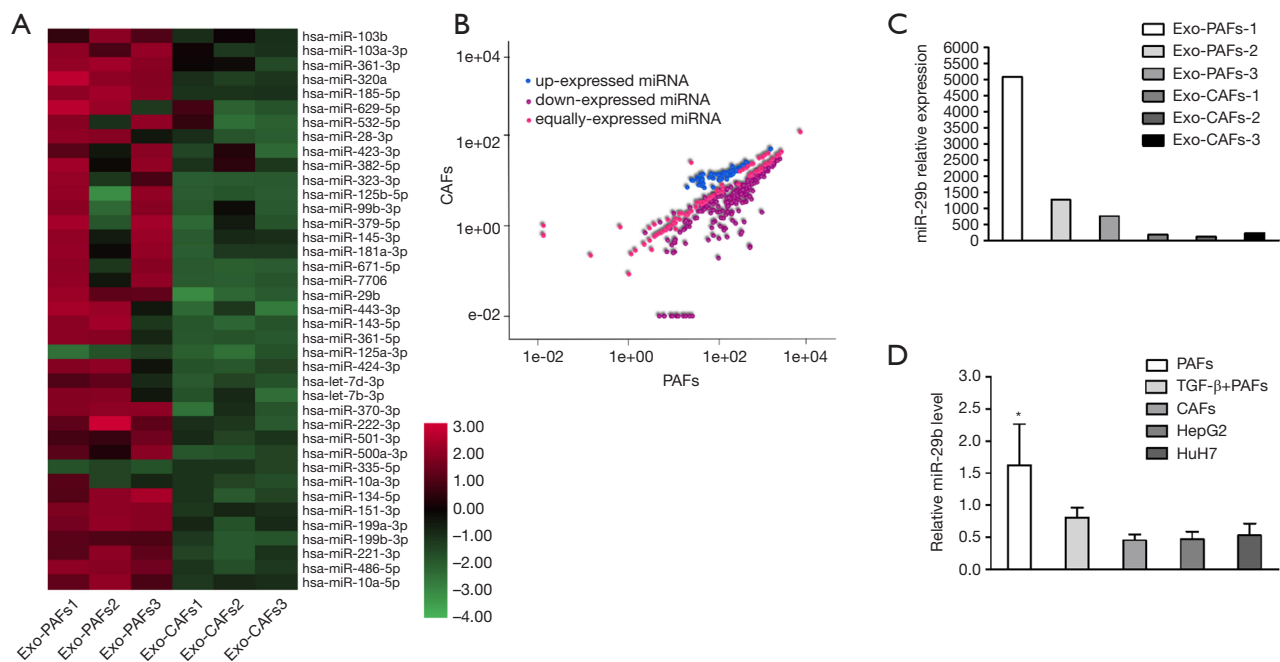 A
hsa-miR-103b
hsa-miR-103a-3p
hsa-miR-361-3p
hsa-miR-320a
hsa-miR-185-5p
hsa-miR-629-5p
hsa-miR-532-5p
hsa-miR-28-3p
hsa-miR-423-3p
hsa-miR-382-5p
hsa-miR-323-3p
hsa-miR-125b-5p
hsa-miR-99b-3p
hsa-miR-379-5p
hsa-miR-145-3p
hsa-miR-181a-3p
hsa-miR-671-5p
hsa-miR-7706
hsa-miR-29b
hsa-miR-443-3p
hsa-miR-143-5p
hsa-miR-361-5p
hsa-miR-125a-3p
hsa-miR-424-3p
hsa-let-7d-3p
hsa-let-7b-3p
hsa-miR-370-3p
hsa-miR-222-3p
hsa-miR-501-3p
hsa-miR-500a-3p
hsa-miR-335-5p
hsa-miR-10a-3p
hsa-miR-134-5p
hsa-miR-151-3p
hsa-miR-199a-3p
hsa-miR-199b-3p
hsa-miR-221-3p
hsa-miR-486-5p
hsa-miR-10a-5p
Exo-PAFs1
Exo-PAFs2
Exo-PAFs3
Exo-CAFs1
Exo-CAFs2
Exo-CAFs3
3.00
2.00
1.00
0.00
−1.00
−2.00
−3.00
−4.00
B
CAFs
1e+04
1e+02
1e+00
e-02
up-expressed miRNA
down-expressed miRNA
equally-expressed miRNA
1e-02
1e+00
1e+02
1e+04
PAFs
C
miR-29b relative expression
6000
5500
5000
4500
4000
3500
3000
2500
2000
1500
1000
500
0
Exo-PAFs-1
Exo-PAFs-2
Exo-PAFs-3
Exo-CAFs-1
Exo-CAFs-2
Exo-CAFs-3
D
Relative miR-29b level
3.0
2.5
2.0
1.5
1.0
0.5
0.0
*
PAFs
TGF-β+PAFs
CAFs
HepG2
HuH7